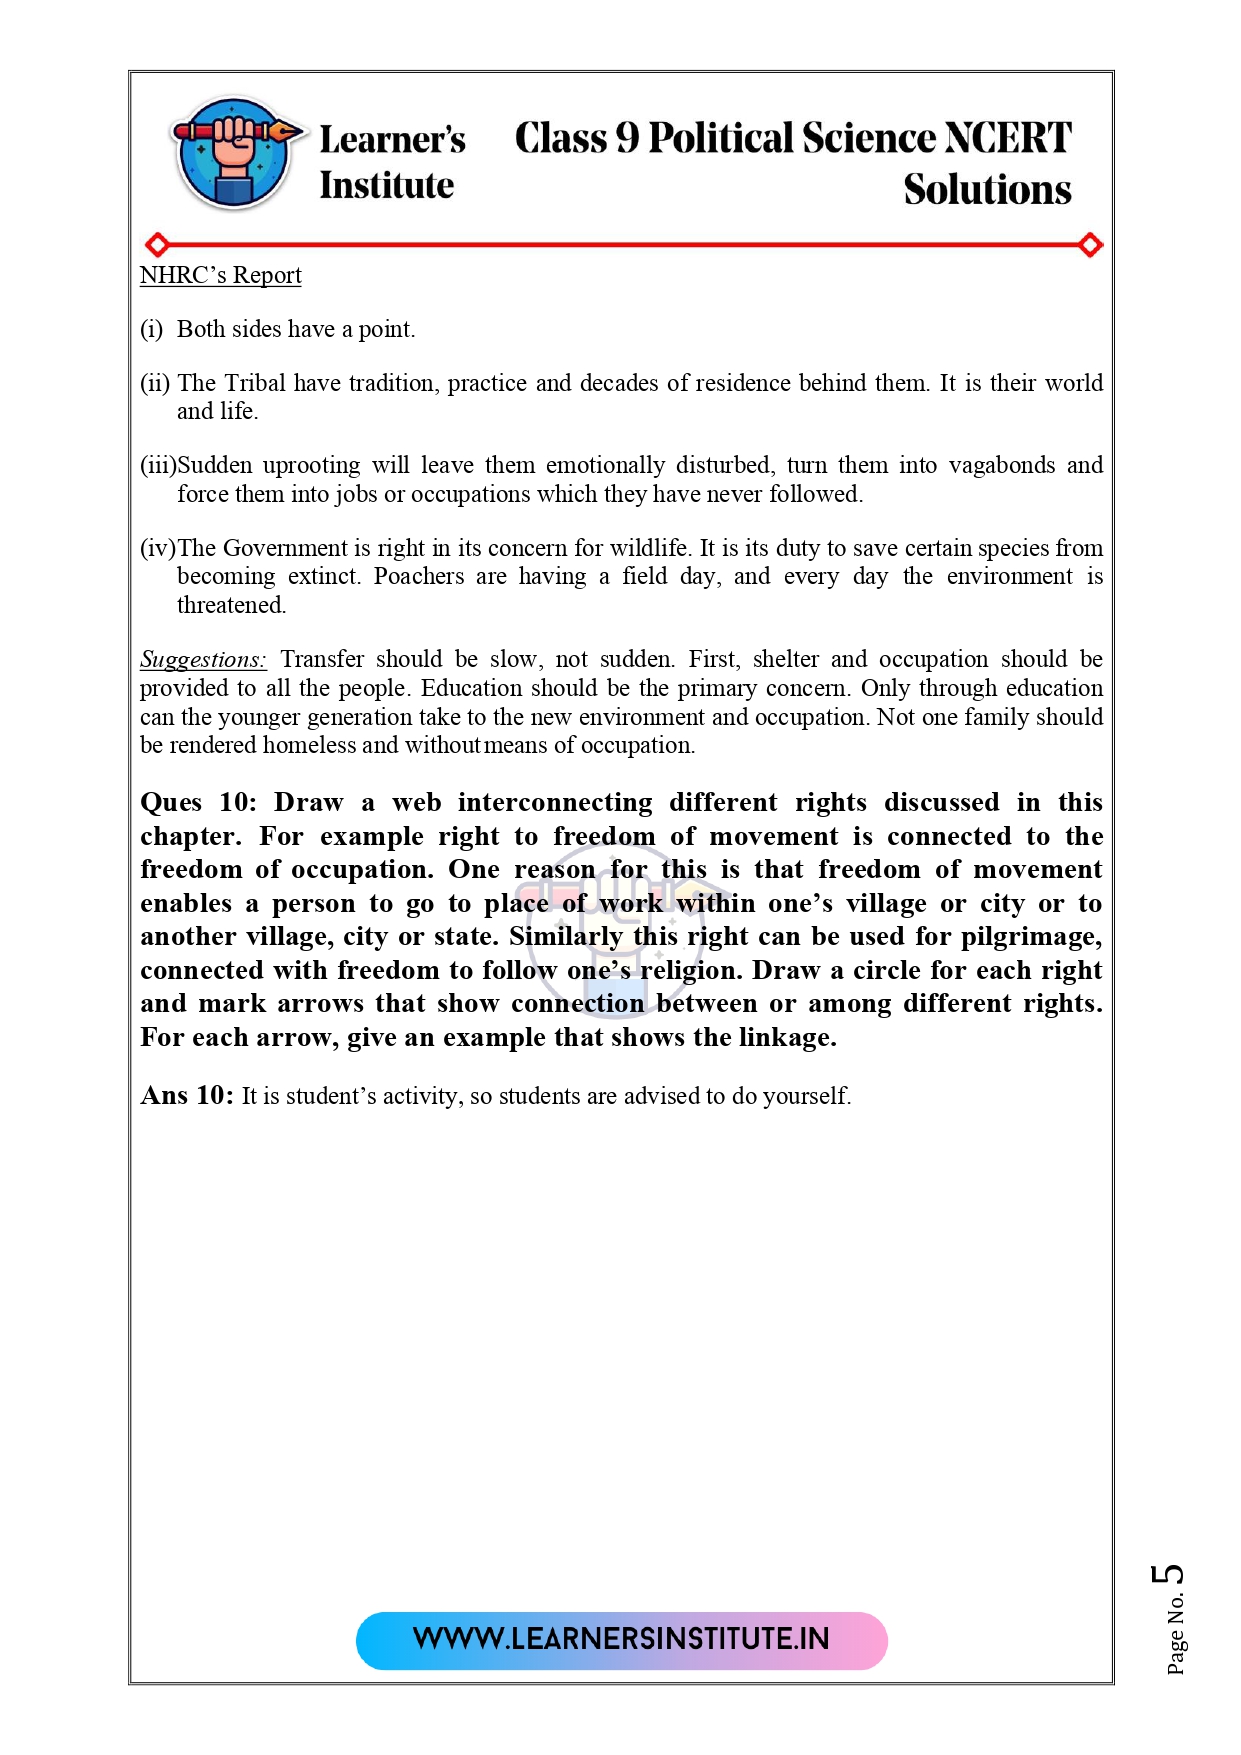 Learner's
Institute
Class 9 Political Science NCERT
Solutions
NHRC's Report
(i) Both sides have a point.
(ii) The Tribal have tradition, practice and decades of residence behind them. It is their world
and life.
(iii)Sudden uprooting will leave them emotionally disturbed, turn them into vagabonds and
force them into jobs or occupations which they have never followed.
(iv)The Government is right in its concern for wildlife. It is its duty to save certain species from
becoming extinct. Poachers are having a field day, and every day the environment is
threatened.
Suggestions: Transfer should be slow, not sudden. First, shelter and occupation should be
provided to all the people. Education should be the primary concern. Only through education
can the younger generation take to the new environment and occupation. Not one family should
be rendered homeless and without means of occupation.
Ques 10: Draw a web interconnecting different rights discussed in this
chapter. For example right to freedom of movement is connected to the
freedom of occupation. One reason for this is that freedom of movement
enables a person to go to place of work within one's village or city or to
another village, city or state. Similarly this right can be used for pilgrimage,
connected with freedom to follow one's religion. Draw a circle for each right
and mark arrows that show connection between or among different rights.
For each arrow, give an example that shows the linkage.
Ans 10: It is student's activity, so students are advised to do yourself.
WWW.LEARNERSINSTITUTE.IN
Page No. 5